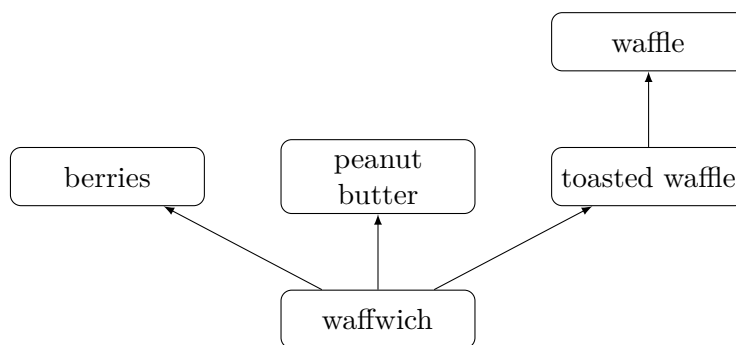 waffle
berries
peanut
butter
toasted waffle
waffwich